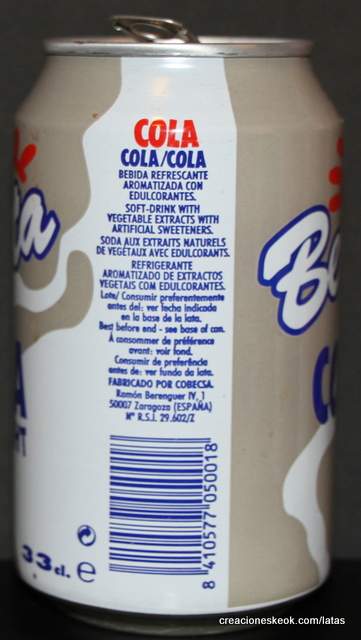 COLA
COLA/COLA
BEBIDA REFRESCANTE
AROMATIZADA CON
EDULCORANTES.
SOFT-DRINK WITH
VEGETABLE EXTRACTS WITH
ARTIFICIAL SWEETENERS.
SODA AUX EXTRAITS NATURELS
DE VEGÉTAUX AVEC EDULCORANTS.
REFRIGERANTE
AROMATIZADO DE EXTRACTOS
VEGETAIS COM EDULCORANTES.
Lote/ Consumir preferentemente
antes del: ver fecha indicada
en la base de la lata.
Best before end - see base of can.
À consommer de préférence
avant: voir fond.
Consumir de preferência
antes de: ver fundo da lata.
FABRICADO POR COBECSA.
Ramón Berenguer IV, 1
50007 Zaragoza (ESPAÑA)
Nº R.S.I. 29.602/Z
8 410577 050018
33 cl. e
Be
creacioneskeok.com/latas